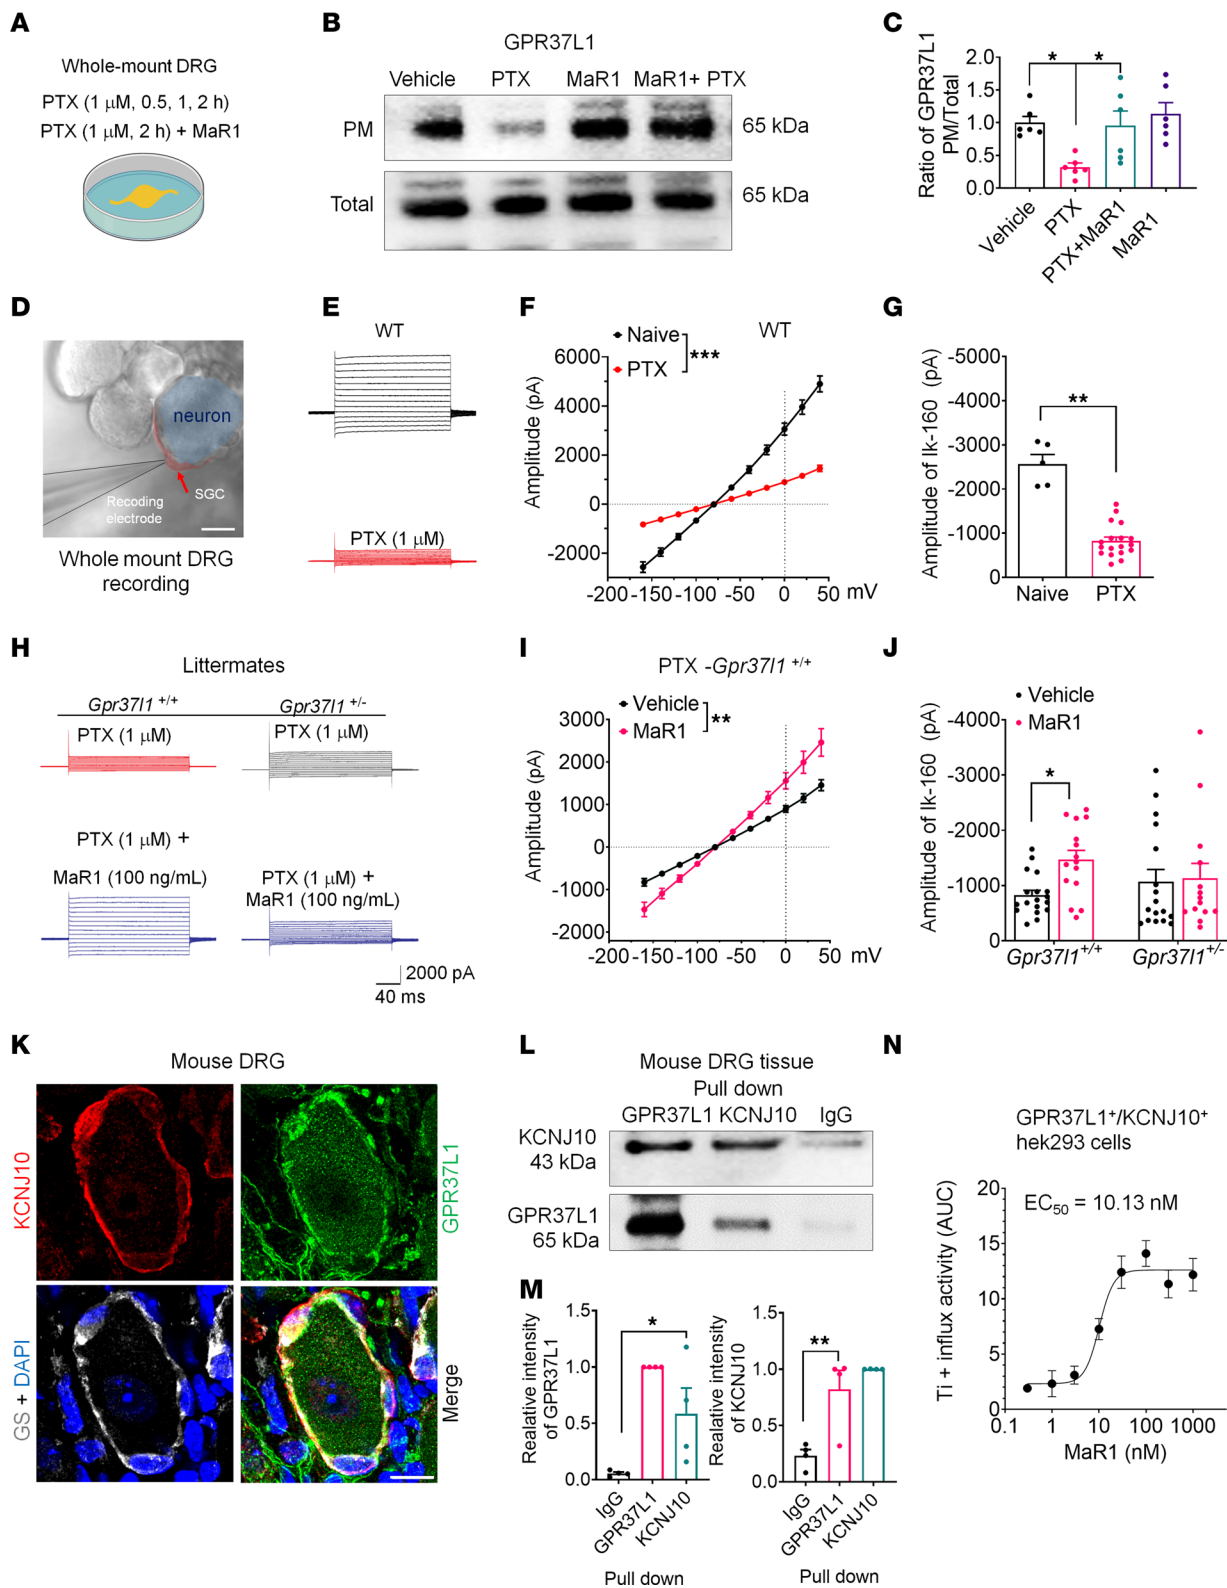 A
Whole-mount DRG
PTX (1 μM, 0.5, 1, 2 h)
PTX (1 μM, 2 h) + MaR1
B
GPR37L1
Vehicle PTX MaR1 MaR1+ PTX
PM
65 kDa
Total
65 kDa
C
Ratio of GPR37L1
PM/Total
2.0
1.5
1.0
0.5
0.0
* *
Vehicle
PTX
PTX+MaR1
MaR1
D
neuron
SGC
Recoding
electrode
Whole mount DRG
recording
E
WT
PTX (1 μM)
F
WT
Naive
PTX
***
Amplitude (pA)
6000
4000
2000
0
-2000
-200 -150 -100 -50 0 50 mV
G
Amplitude of Ik-160 (pA)
-5000
-4000
-3000
-2000
-1000
0
**
Naive PTX
H
Littermates
Gpr37l1 +/+ Gpr37l1 +/-
PTX (1 μM) PTX (1 μM)
PTX (1 μM) +
MaR1 (100 ng/mL)
PTX (1 μM) +
MaR1 (100 ng/mL)
2000 pA
40 ms
I
PTX -Gpr37l1 +/+
Vehicle
MaR1
**
Amplitude (pA)
3000
2000
1000
0
-1000
-2000
-200 -150 -100 -50 0 50 mV
J
Vehicle
MaR1
Amplitude of Ik-160 (pA)
-4000
-3000
-2000
-1000
0
*
Gpr37l1+/+ Gpr37l1+/-
K
Mouse DRG
KCNJ10
GPR37L1
GS + DAPI
Merge
L
Mouse DRG tissue
Pull down
GPR37L1 KCNJ10 IgG
KCNJ10
43 kDa
GPR37L1
65 kDa
M
Realative intensity
of GPR37L1
1.5
1.0
0.5
0.0
*
IgG
GPR37L1
KCNJ10
Pull down
Realative intensity
of KCNJ10
1.5
1.0
0.5
0.0
**
IgG
GPR37L1
KCNJ10
Pull down
N
GPR37L1+/KCNJ10+
hek293 cells
EC50 = 10.13 nM
Ti + influx activity (AUC)
20
18
15
13
10
8
5
2
0
0.1 1 10 100 1000
MaR1 (nM)